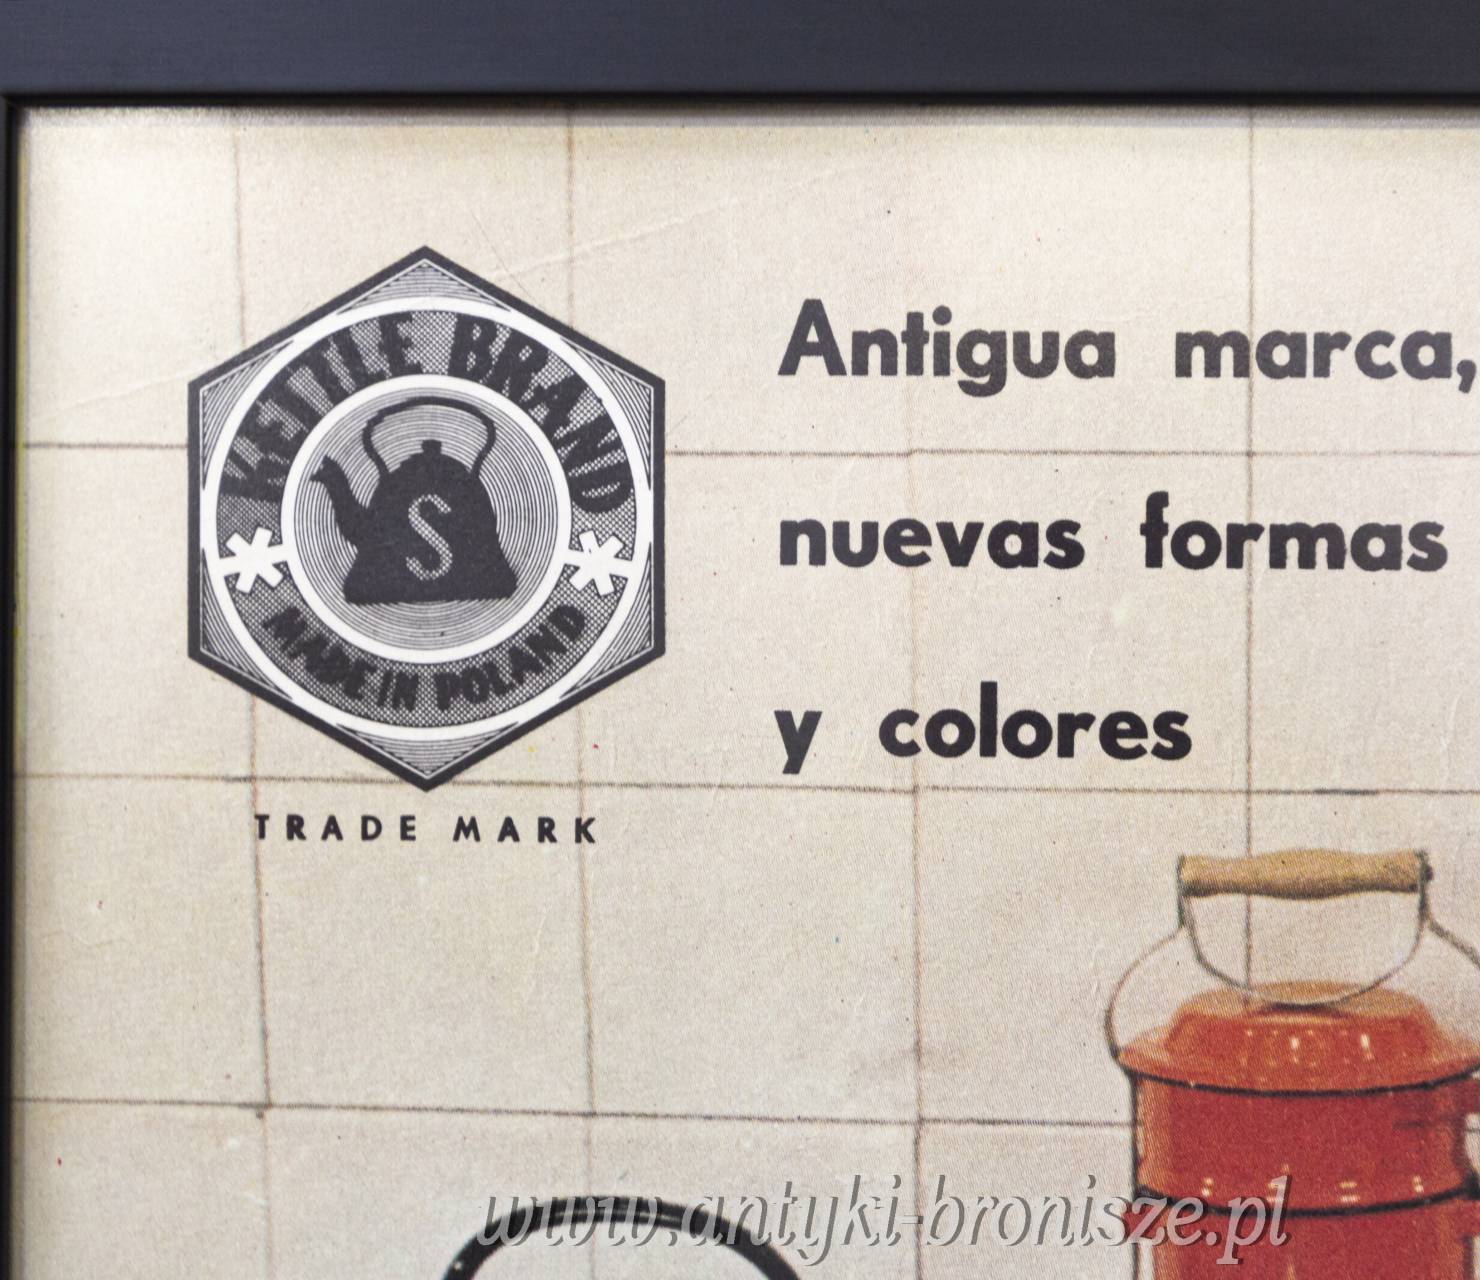 KETTLE BRAND
S
MADE IN POLAND
TRADE MARK
Antigua marca,
nuevas formas
y colores
www.antyki-bronisze.pl